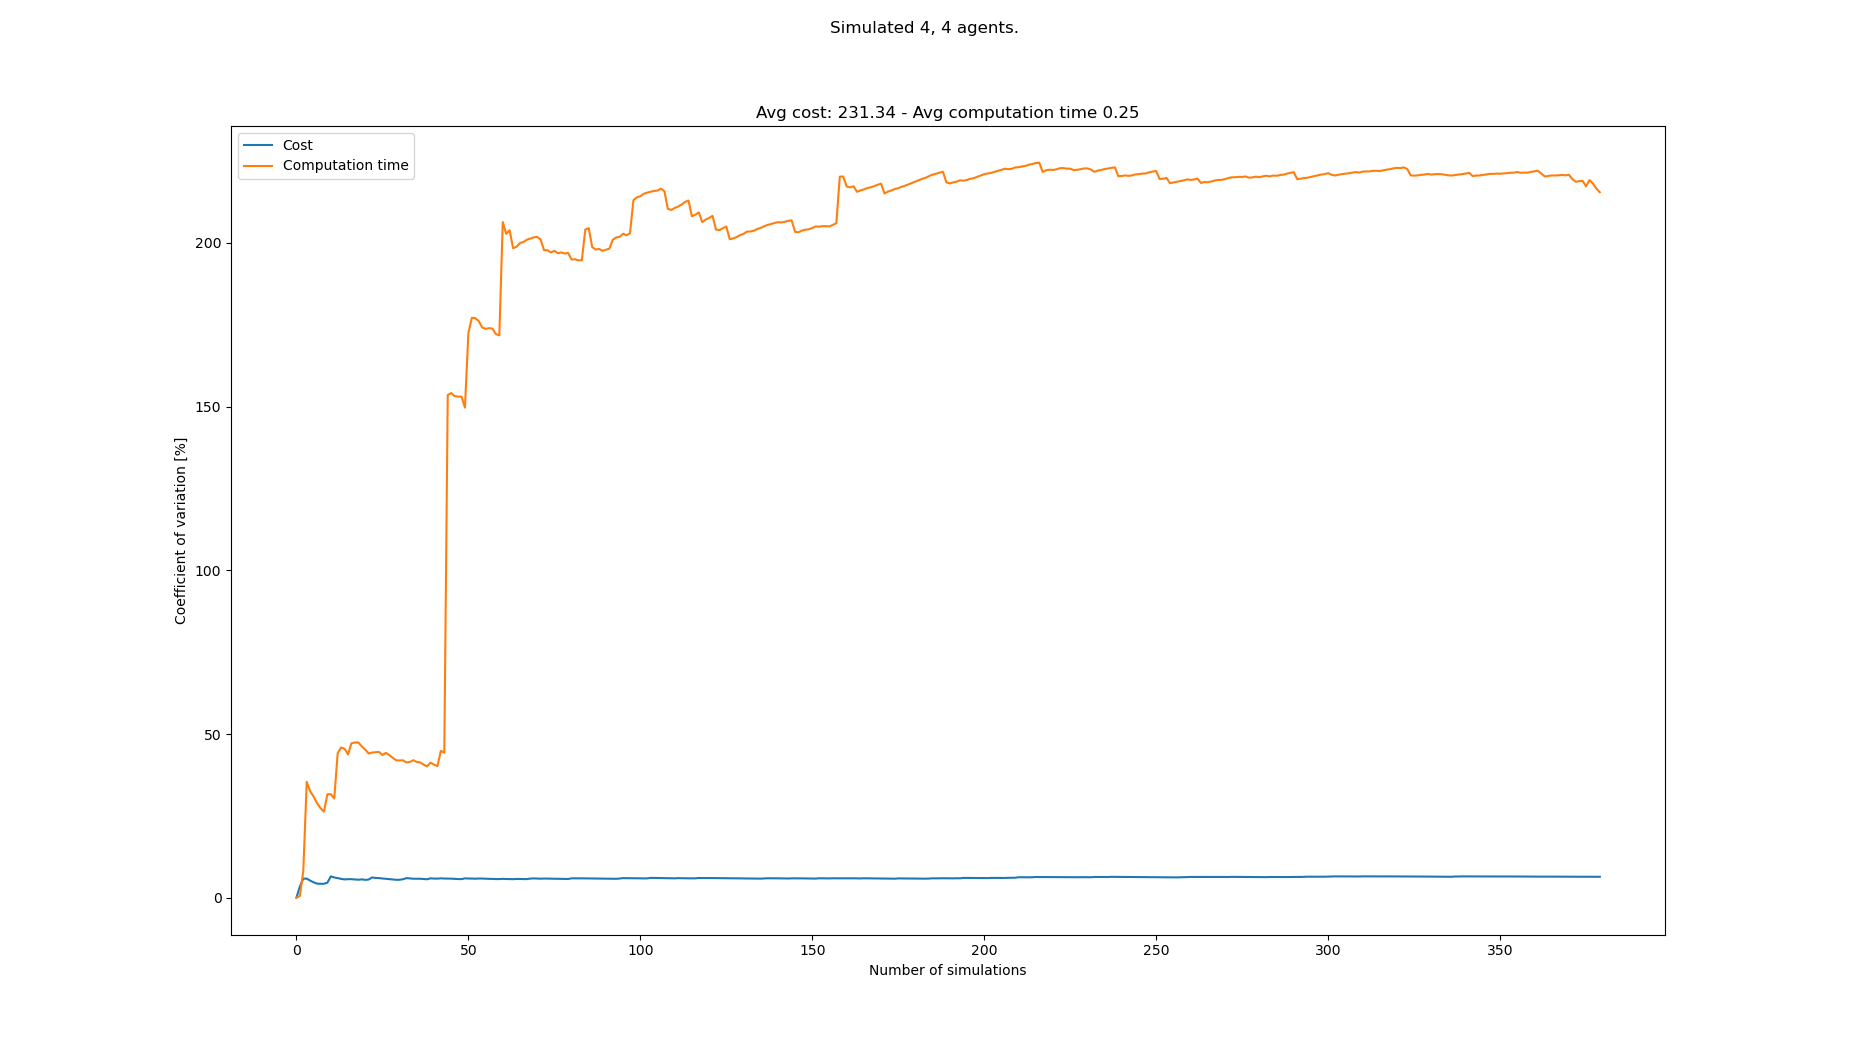 Simulated 4, 4 agents.
Avg cost: 231.34 - Avg computation time 0.25
Cost
Computation time
Coefficient of variation [%]
200
150
100
50
0
0 50 100 150 200 250 300 350
Number of simulations